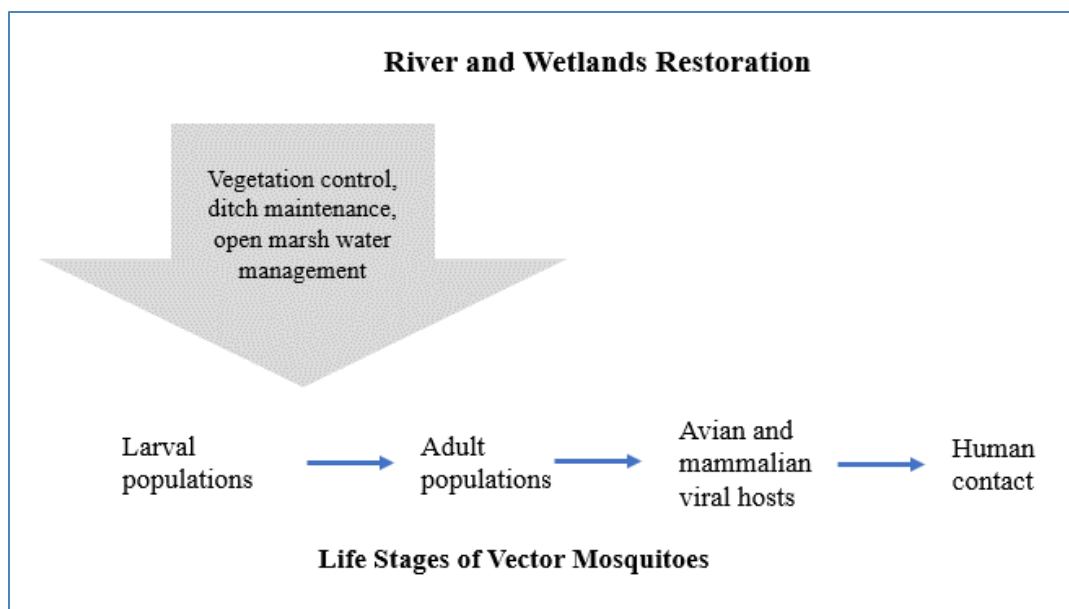 River and Wetlands Restoration
Vegetation control,
ditch maintenance,
open marsh water
management
Larval
populations
Adult
populations
Avian and
mammalian
viral hosts
Human
contact
Life Stages of Vector Mosquitoes